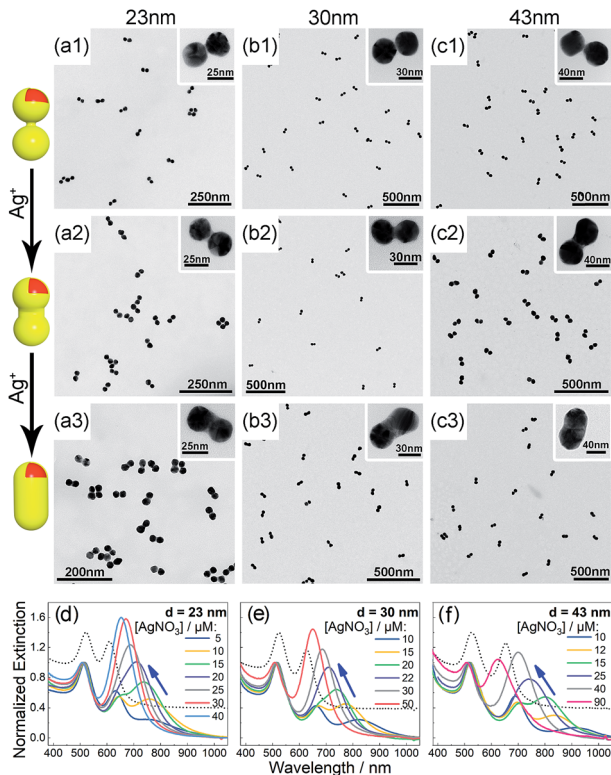 23nm 30nm 43nm
(a1) 25nm 250nm
(b1) 30nm 500nm
(c1) 40nm 500nm
Ag+
(a2) 25nm 250nm
(b2) 30nm 500nm
(c2) 40nm 500nm
Ag+
(a3) 25nm 200nm
(b3) 30nm 500nm
(c3) 40nm 500nm
Normalized Extinction
1.6
1.2
0.8
0.4
0.0
(d) d = 23 nm
[AgNO₃] / μM:
5
10
15
20
25
30
40
400 500 600 700 800 900 1000
(e) d = 30 nm
[AgNO₃] / μM:
10
15
20
22
30
50
400 500 600 700 800 900 1000
(f) d = 43 nm
[AgNO₃] / μM:
10
12
15
25
40
90
400 500 600 700 800 900 1000
Wavelength / nm